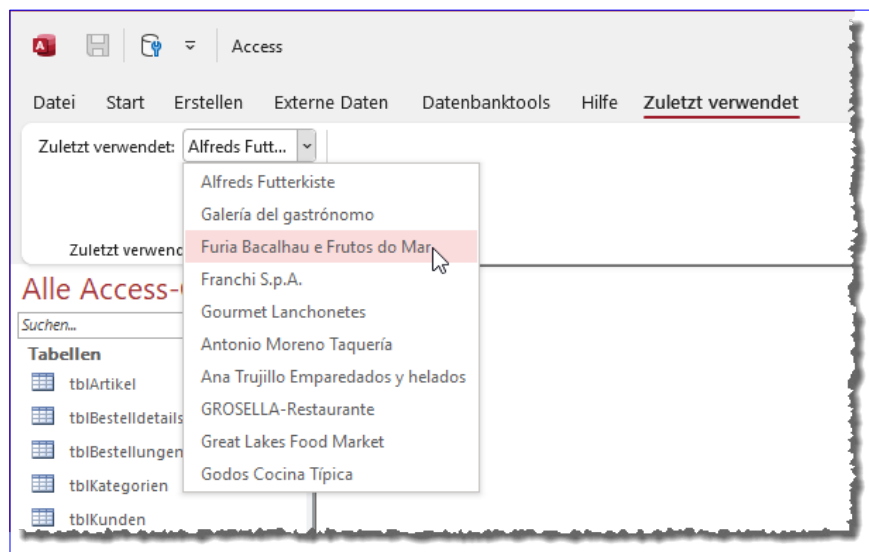 Access
Datei Start Erstellen Externe Daten Datenbanktools Hilfe Zuletzt verwendet
Zuletzt verwendet: Alfreds Futt...
Alfreds Futterkiste
Galería del gastrónomo
Furia Bacalhau e Frutos do Mar
Franchi S.p.A.
Gourmet Lanchonetes
Antonio Moreno Taquería
Ana Trujillo Emparedados y helados
GROSELLA-Restaurante
Great Lakes Food Market
Godos Cocina Típica
Zuletzt verwend
Alle Access-
Suchen...
Tabellen
tblArtikel
tblBestelldetails
tblBestellungen
tblKategorien
tblKunden